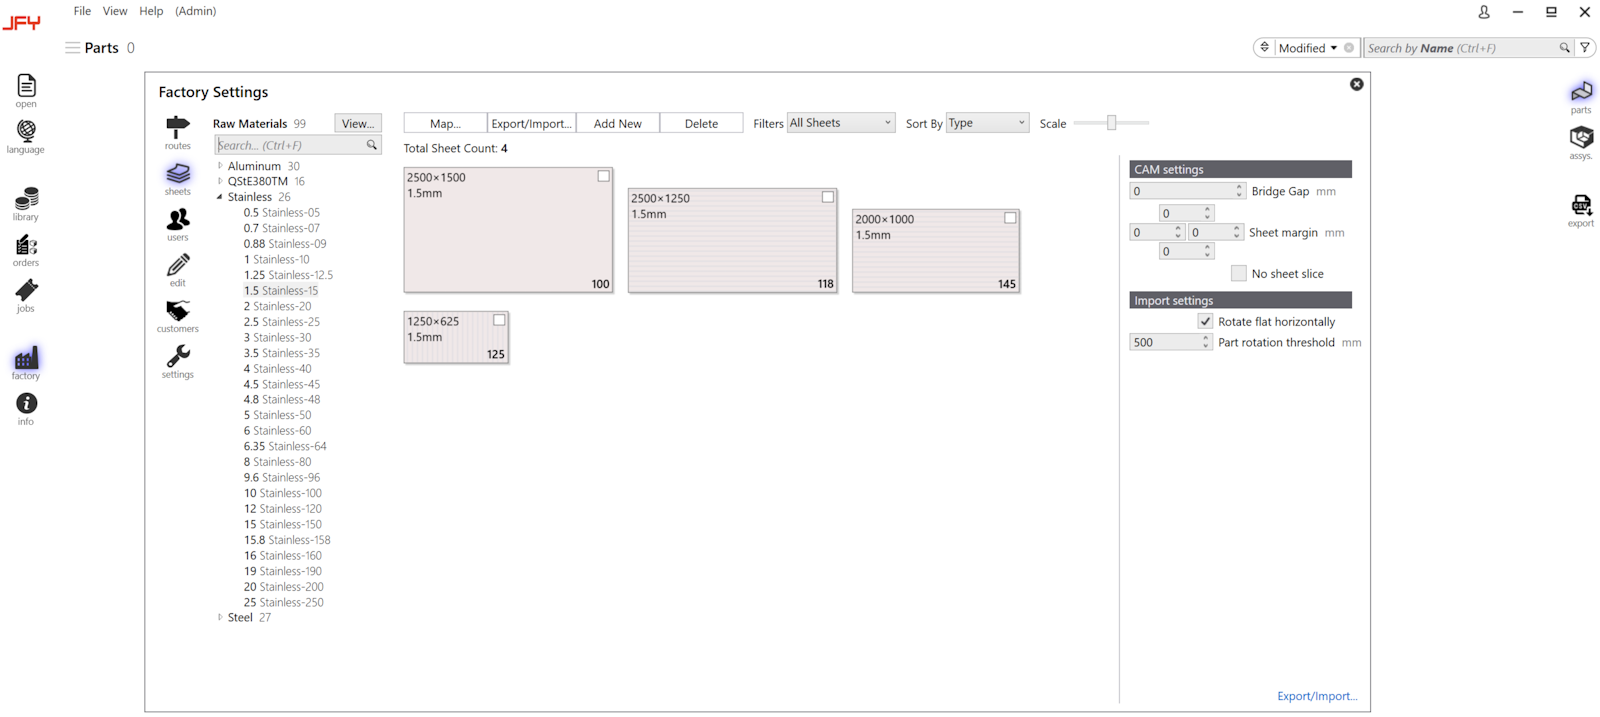 File View Help (Admin)
JFY
Parts 0
Modified
Search by Name (Ctrl+F)
open
language
library
orders
jobs
factory
info
Factory Settings
routes
sheets
users
edit
customers
settings
Raw Materials 99
View...
Search... (Ctrl+F)
Aluminum 30
QStE380TM 16
Stainless 26
0.5 Stainless-05
0.7 Stainless-07
0.88 Stainless-09
1 Stainless-10
1.25 Stainless-12.5
1.5 Stainless-15
2 Stainless-20
2.5 Stainless-25
3 Stainless-30
3.5 Stainless-35
4 Stainless-40
4.5 Stainless-45
4.8 Stainless-48
5 Stainless-50
6 Stainless-60
6.35 Stainless-64
8 Stainless-80
9.6 Stainless-96
10 Stainless-100
12 Stainless-120
15 Stainless-150
15.8 Stainless-158
16 Stainless-160
19 Stainless-190
20 Stainless-200
25 Stainless-250
Steel 27
Map...
Export/Import...
Add New
Delete
Filters All Sheets
Sort By Type
Scale
Total Sheet Count: 4
2500×1500
1.5mm
100
2500×1250
1.5mm
118
2000×1000
1.5mm
145
1250×625
1.5mm
125
CAM settings
0 Bridge Gap mm
0
0 0 Sheet margin mm
0
No sheet slice
Import settings
Rotate flat horizontally
500 Part rotation threshold mm
Export/Import...
parts
assys.
CSV
export